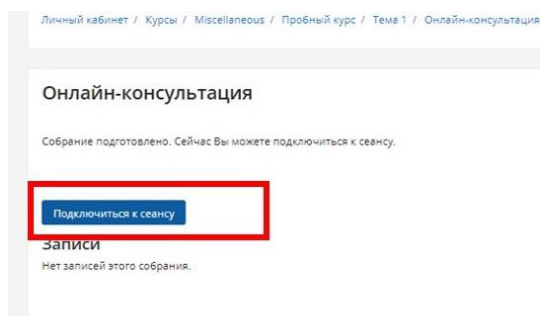 Личный кабинет / Курсы / Miscellaneous / Пробный курс / Тема 1 / Онлайн-консультация
Онлайн-консультация
Собрание подготовлено. Сейчас Вы можете подключиться к сеансу.
Подключиться к сеансу
Записи
Нет записей этого собрания.